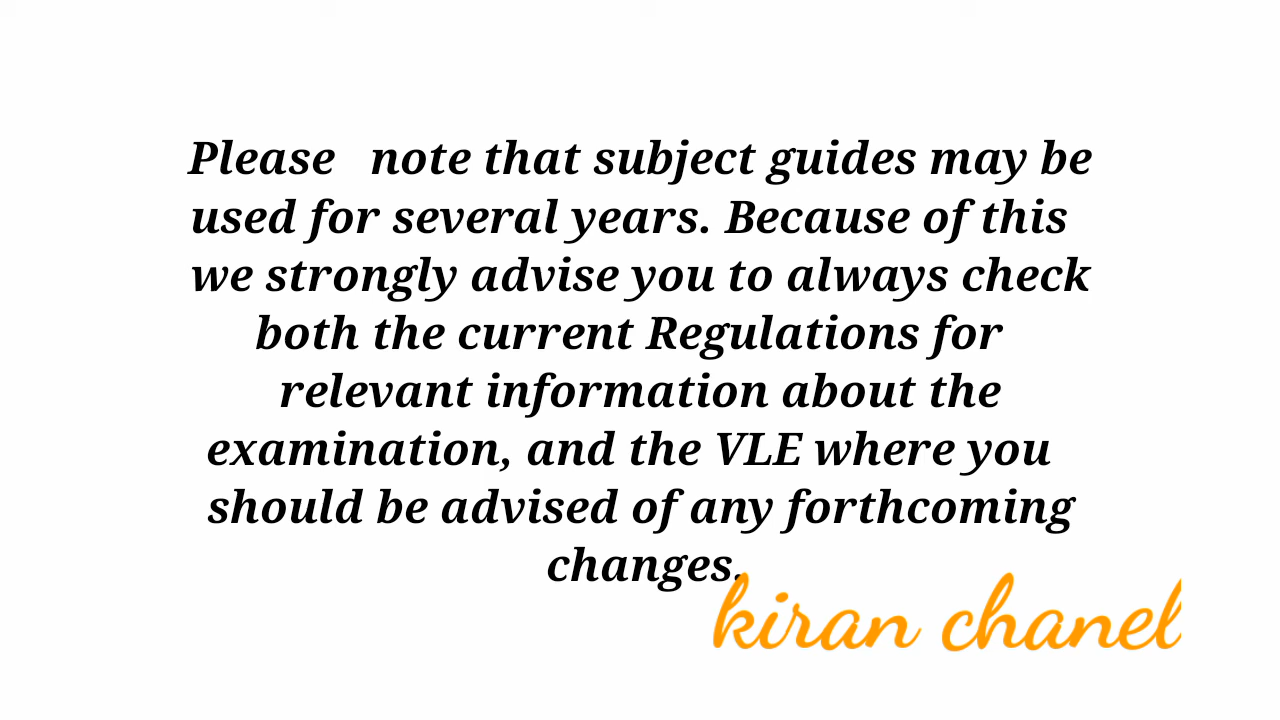 Please note that subject guides may be
used for several years. Because of this
we strongly advise you to always check
both the current Regulations for
relevant information about the
examination, and the VLE where you
should be advised of any forthcoming
changes.
kiran chanel